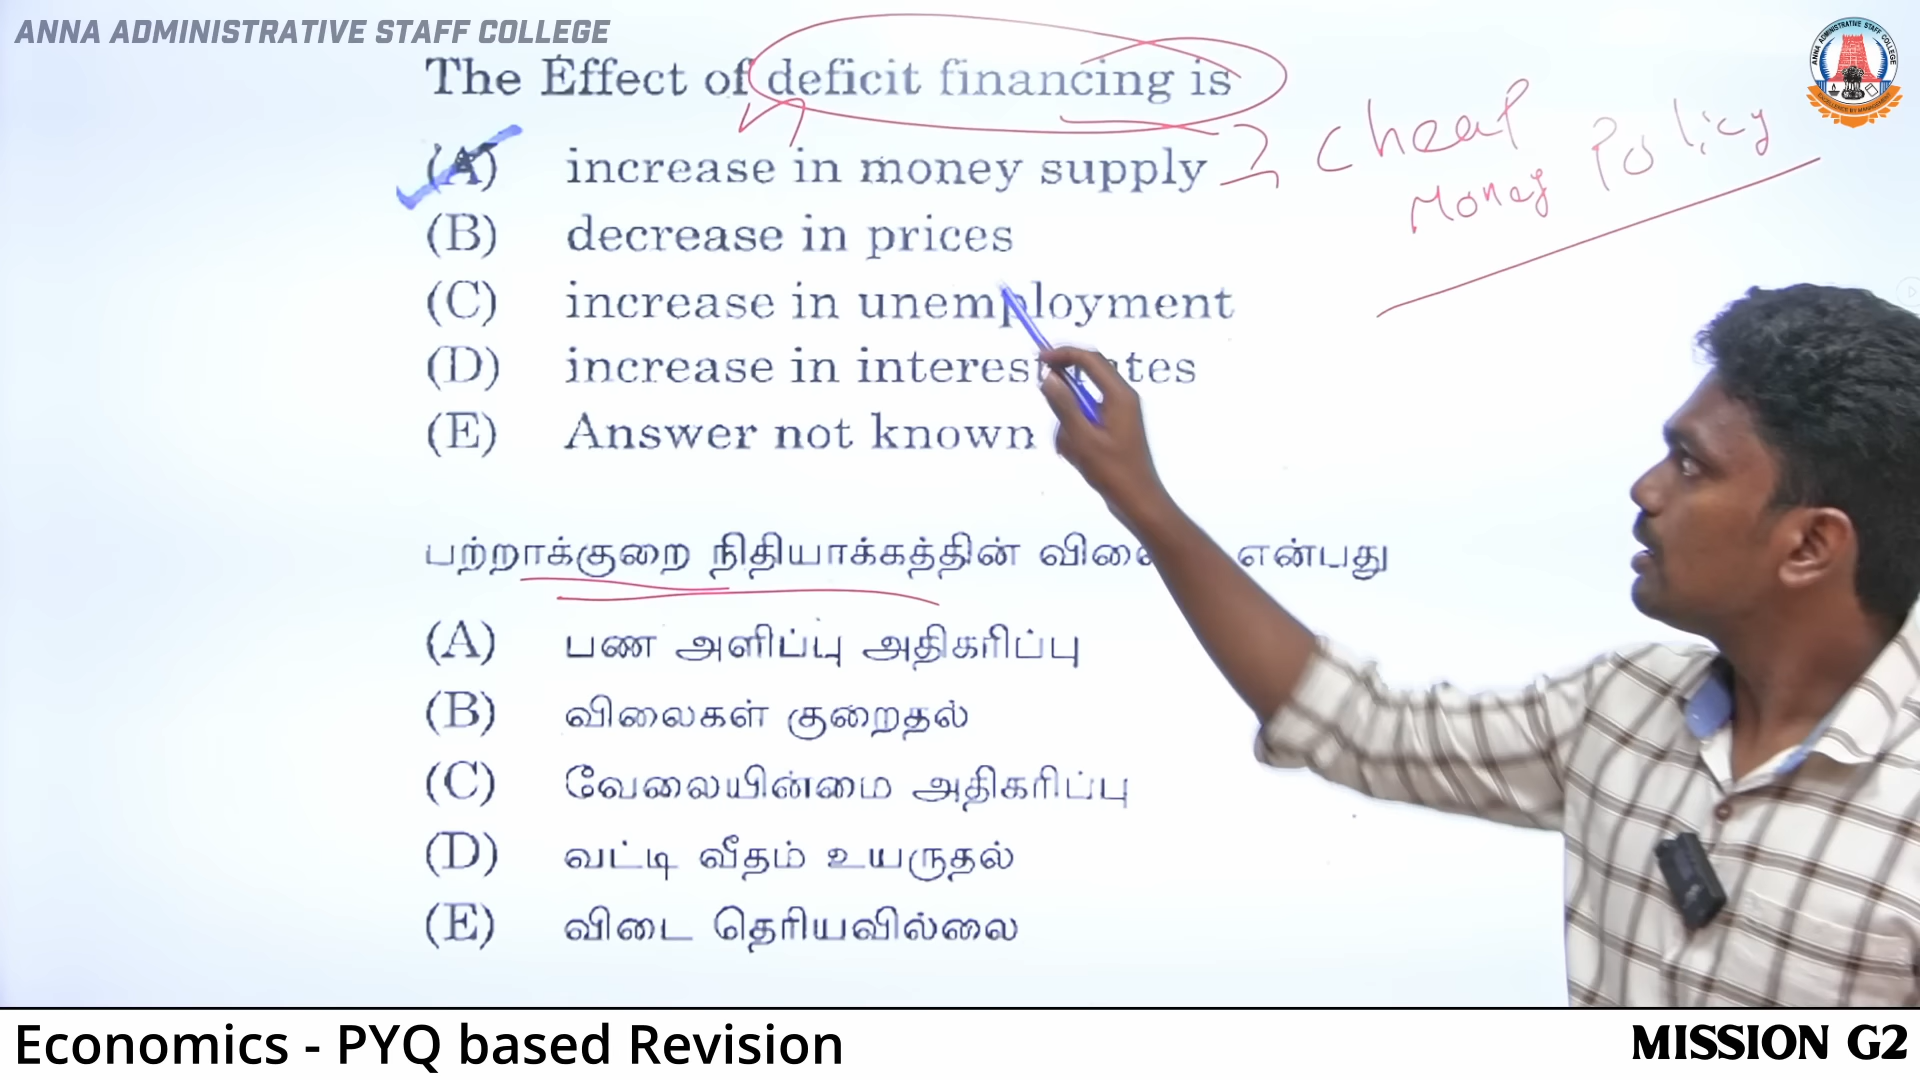 ANNA ADMINISTRATIVE STAFF COLLEGE
The Effect of deficit financing is
(A) increase in money supply
Cheap
Money Policy
(B) decrease in prices
(C) increase in unemployment
(D) increase in interest
(E) Answer not known
பற்றாக்குறை நிதியாக்கத்தின் என்பது
(A) பண அளிப்பு அதிகரிப்பு
(B) விலைகள் குறைதல்
(C) வேலையின்மை அதிகரிப்பு
(D) வட்டி வீதம் உயருதல்
(E) விடை தெரியவில்லை
Economics - PYQ based Revision
MISSION G2